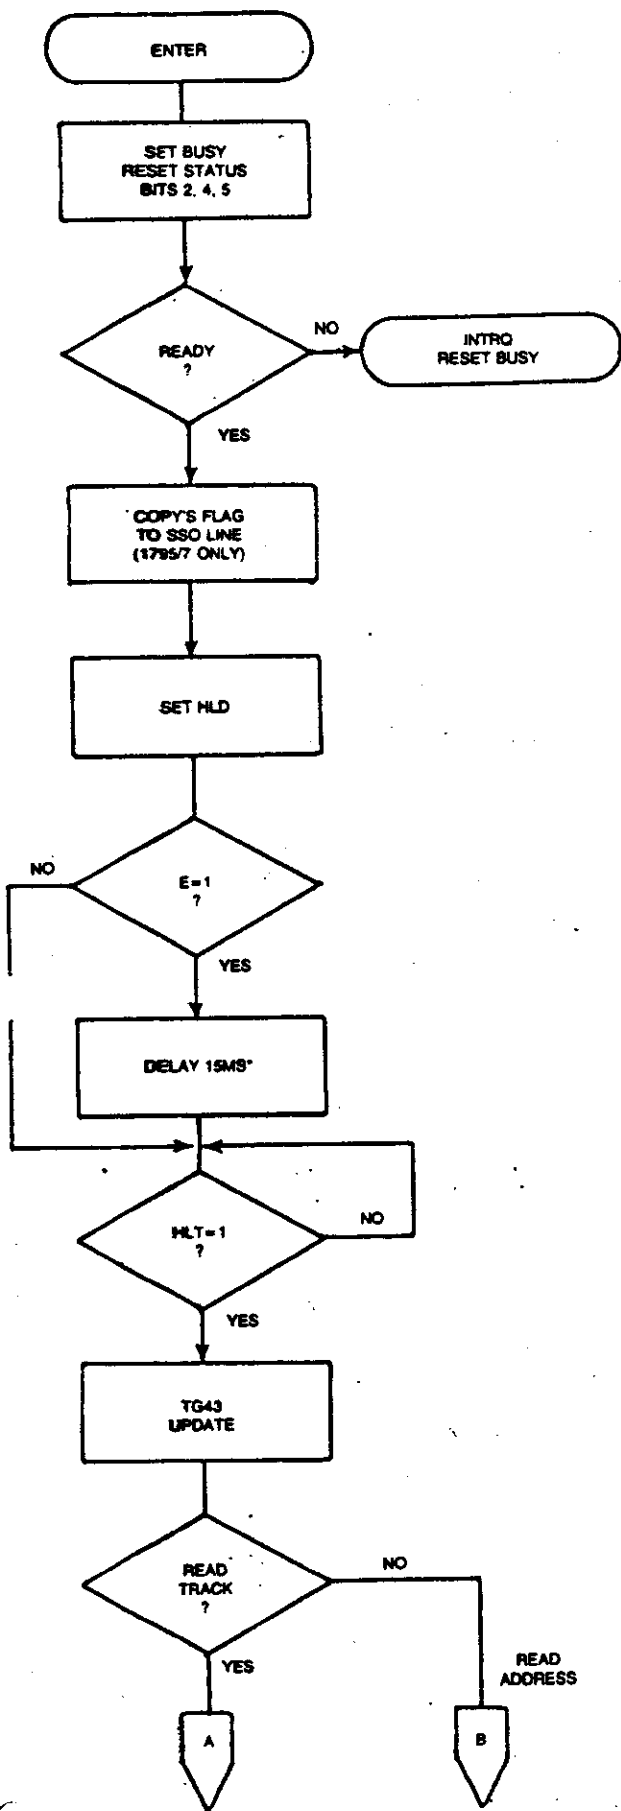 ENTER
SET BUSY
RESET STATUS
BITS 2, 4, 5
READY
?
NO
INTRQ
RESET BUSY
YES
COPY'S FLAG
TO SSO LINE
(1795/7 ONLY)
SET HLD
NO
E=1
?
YES
DELAY 15MS*
HLT=1
?
NO
YES
TG43
UPDATE
READ
TRACK
?
NO
YES
READ
ADDRESS
A
B